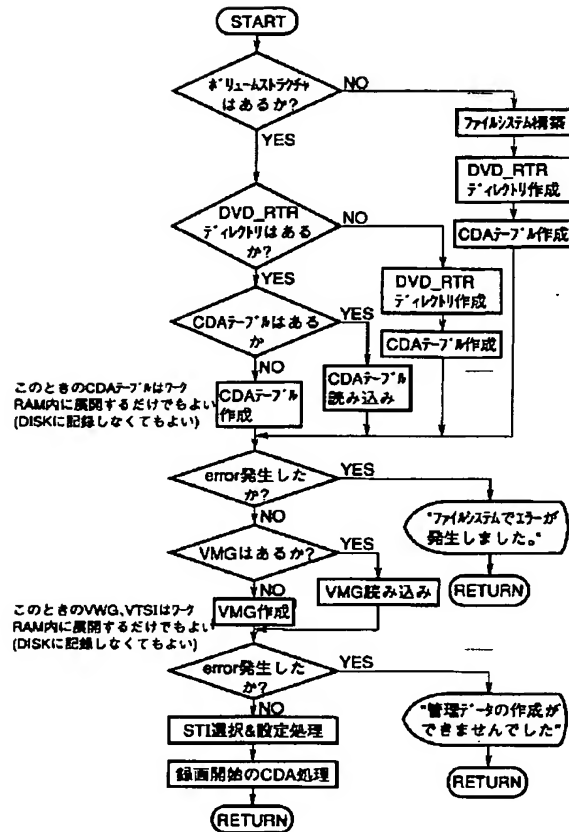 START
ボリュームストラクチャ
はあるか?
NO
YES
ファイルシステム構築
DVD_RTR
ディレクトリ作成
CDAテーブル作成
DVD_RTR
ディレクトリはある
か?
NO
YES
DVD_RTR
ディレクトリ作成
CDAテーブル作成
CDAテーブルはある
か
YES
NO
CDAテーブル
読み込み
このときのCDAテーブルはワーク
RAM内に展開するだけでもよい
(DISKに記録しなくてもよい)
CDAテーブル
作成
error発生した
か?
YES
NO
"ファイルシステムでエラーが
発生しました。"
RETURN
VMGはあるか?
YES
NO
VMG読み込み
このときのVWG、VTSIはワーク
RAM内に展開するだけでもよい
(DISKに記録しなくてもよい)
VMG作成
error発生した
か?
YES
NO
"管理データの作成が
できませんでした"
RETURN
STI選択&設定処理
録画開始のCDA処理
RETURN